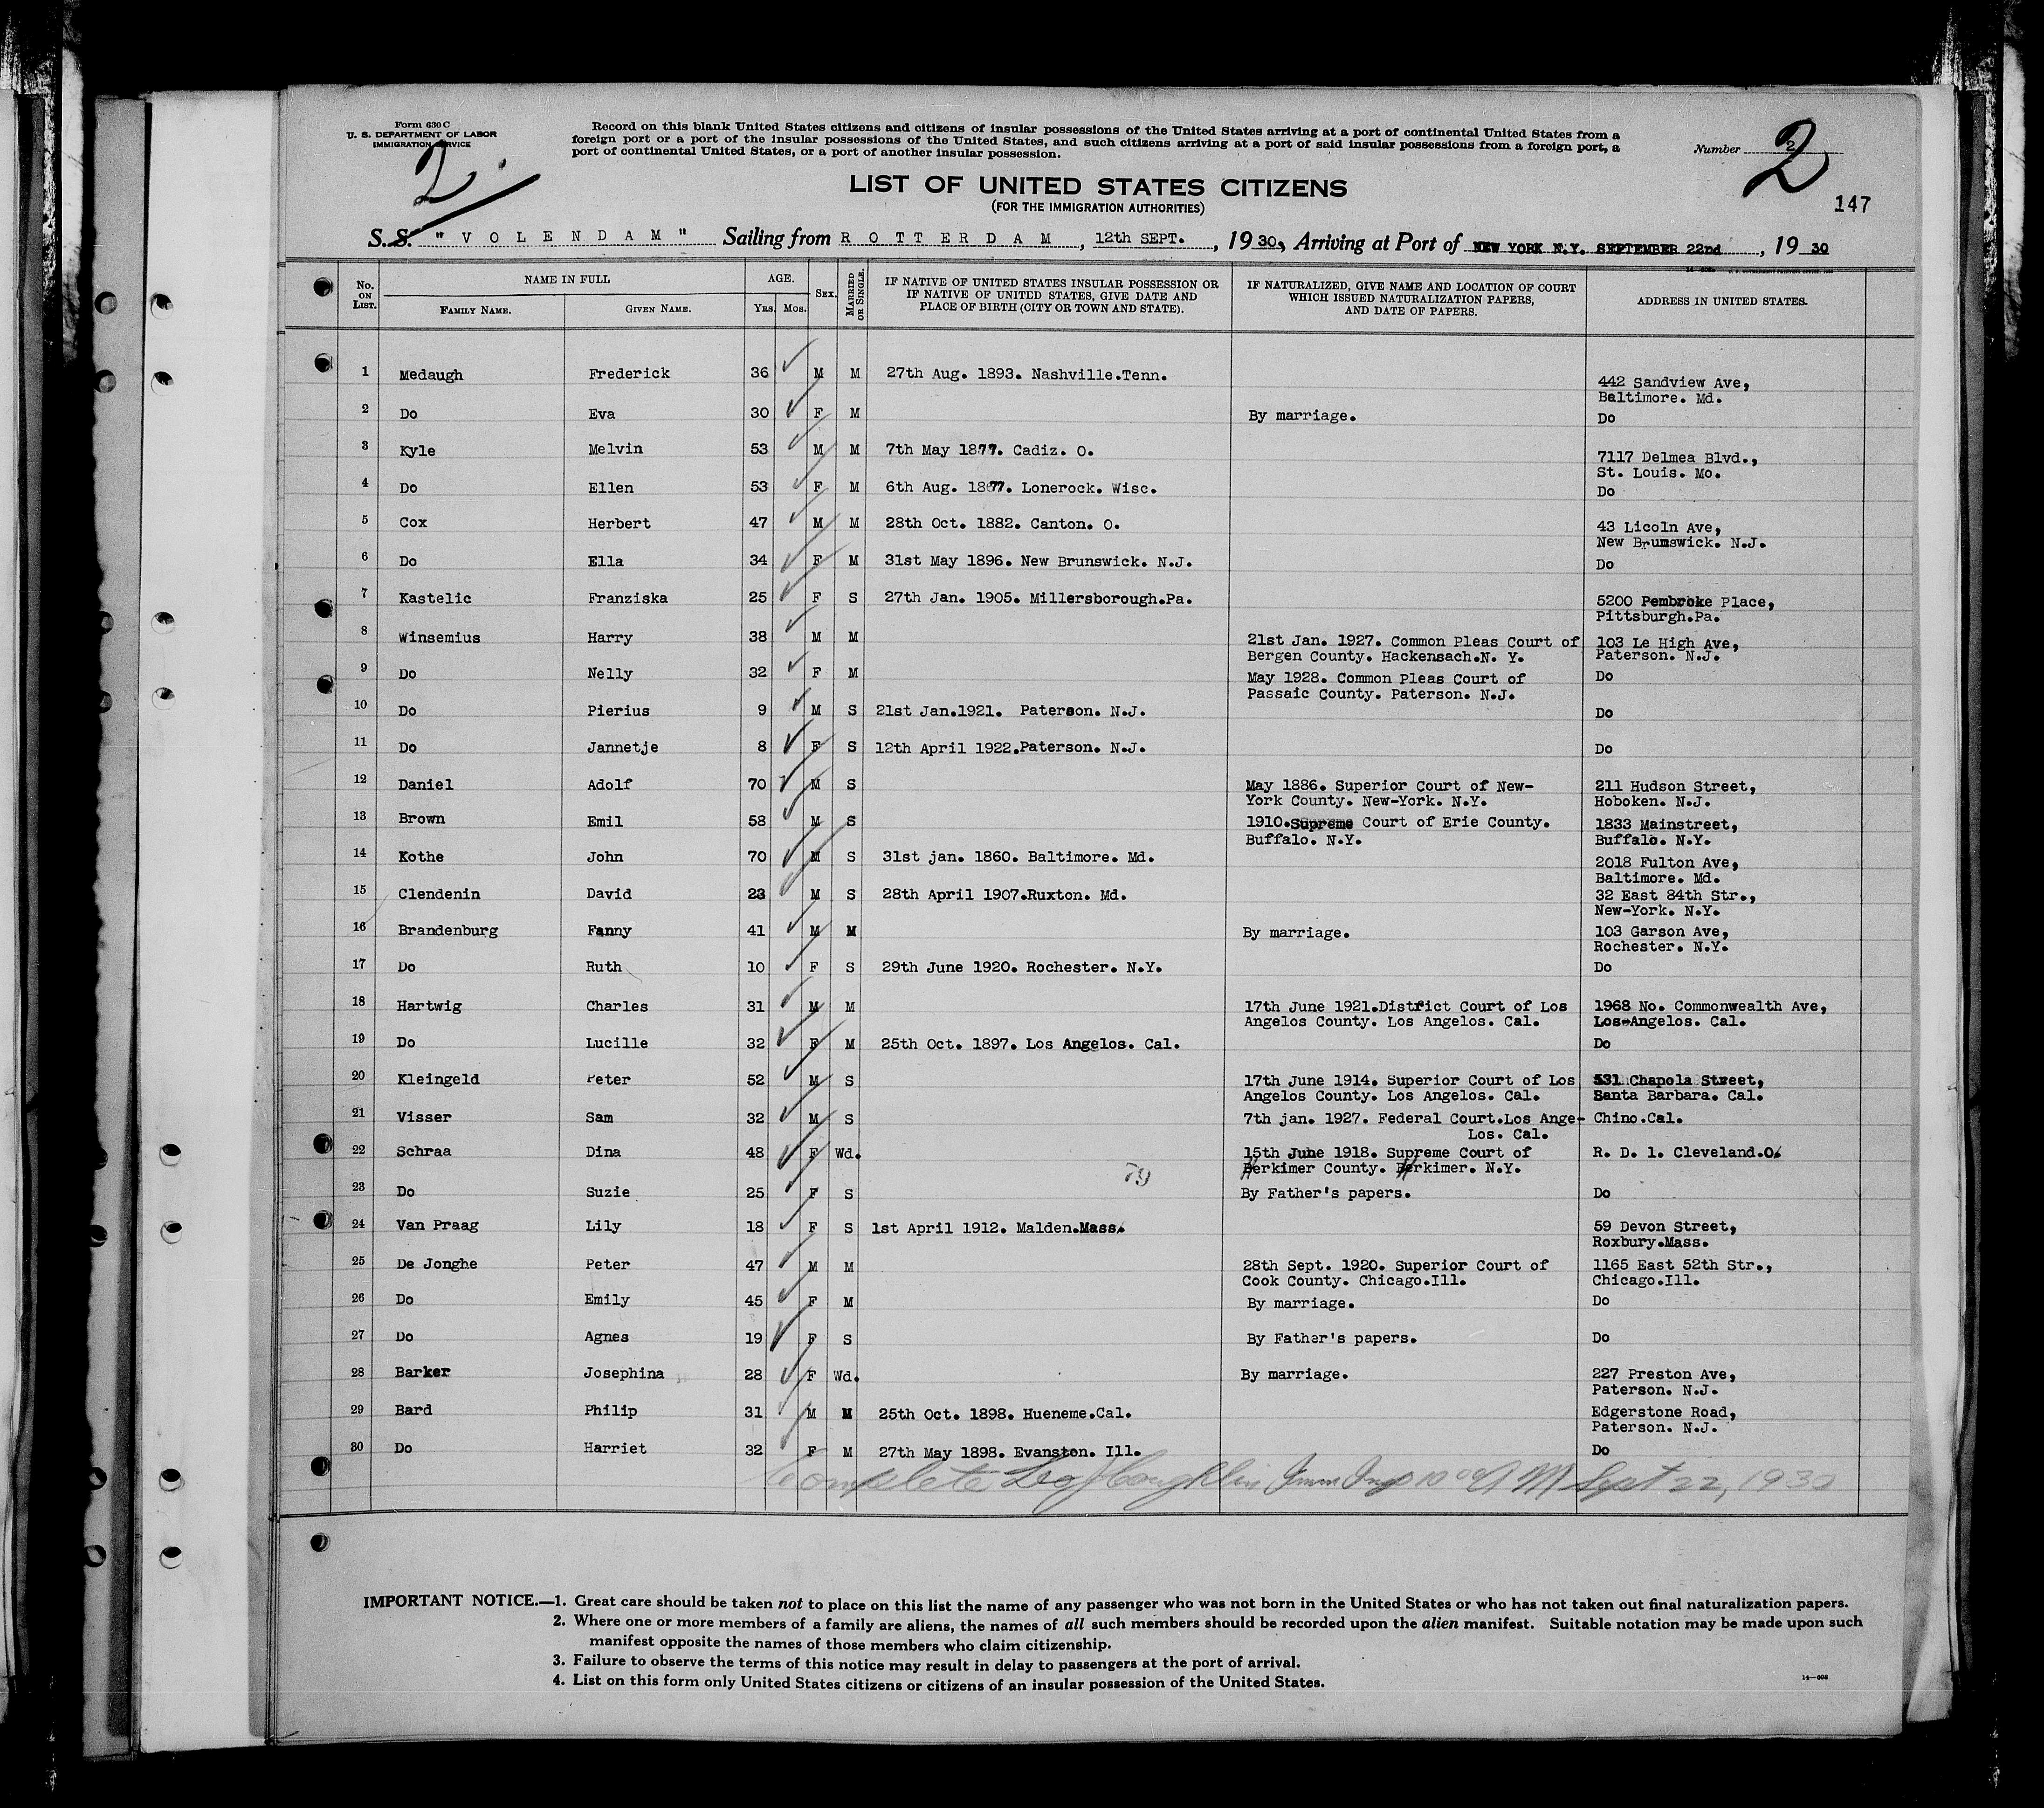 Form 630 C
U. S. DEPARTMENT OF LABOR
IMMIGRATION SERVICE
2
Record on this blank United States citizens and citizens of insular possessions of the United States arriving at a port of continental United States from a
foreign port or a port of the insular possessions of the United States, and such citizens arriving at a port of said insular possessions from a foreign port, a
port of continental United States, or a port of another insular possession.
Number 2
2
147
LIST OF UNITED STATES CITIZENS
(FOR THE IMMIGRATION AUTHORITIES)
S. S. "VOLENDAM" Sailing from ROTTERDAM, 12th SEPT., 1930, Arriving at Port of NEW YORK N.Y. SEPTEMBER 22nd, 1930
No. ON LIST. NAME IN FULL FAMILY NAME. GIVEN NAME. AGE. YRS. MOS. SEX. MARRIED OR SINGLE. IF NATIVE OF UNITED STATES INSULAR POSSESSION OR IF NATIVE OF UNITED STATES, GIVE DATE AND PLACE OF BIRTH (CITY OR TOWN AND STATE). IF NATURALIZED, GIVE NAME AND LOCATION OF COURT WHICH ISSUED NATURALIZATION PAPERS, AND DATE OF PAPERS. ADDRESS IN UNITED STATES.
1 Medaugh Frederick 36 M M 27th Aug. 1893. Nashville.Tenn. 442 Sandview Ave,
Baltimore. Md.
2 Do Eva 30 F M By marriage. Do
3 Kyle Melvin 53 M M 7th May 1877. Cadiz. O. 7117 Delmea Blvd.,
St. Louis. Mo.
4 Do Ellen 53 F M 6th Aug. 1877. Lonerock. Wisc. Do
5 Cox Herbert 47 M M 28th Oct. 1882. Canton. O. 43 Licoln Ave,
New Brunswick. N.J.
6 Do Ella 34 F M 31st May 1896. New Brunswick. N.J. Do
7 Kastelic Franziska 25 F S 27th Jan. 1905. Millersborough.Pa. 5200 Pembroke Place,
Pittsburgh.Pa.
8 Winsemius Harry 38 M M 21st Jan. 1927. Common Pleas Court of 103 Le High Ave,
Bergen County. Hackensach.N. Y. Paterson. N.J.
9 Do Nelly 32 F M May 1928. Common Pleas Court of Do
Passaic County. Paterson. N.J.
10 Do Pierius 9 M S 21st Jan.1921. Paterson. N.J. Do
11 Do Jannetje 8 F S 12th April 1922.Paterson. N.J. Do
12 Daniel Adolf 70 M S May 1886. Superior Court of New- 211 Hudson Street,
York County. New-York. N.Y. Hoboken. N.J.
13 Brown Emil 58 M S 1910.Supreme Court of Erie County. 1833 Mainstreet,
Buffalo. N.Y. Buffalo. N.Y.
14 Kothe John 70 M S 31st jan. 1860. Baltimore. Md. 2018 Fulton Ave,
Baltimore. Md.
15 Clendenin David 23 M S 28th April 1907.Ruxton. Md. 32 East 84th Str.,
New-York. N.Y.
16 Brandenburg Fanny 41 M M By marriage. 103 Garson Ave,
Rochester. N.Y.
17 Do Ruth 10 F S 29th June 1920. Rochester. N.Y. Do
18 Hartwig Charles 31 M M 17th June 1921.District Court of Los 1968 No. Commonwealth Ave,
Angelos County. Los Angelos. Cal. Los-Angelos. Cal.
19 Do Lucille 32 F M 25th Oct. 1897. Los Angelos. Cal. Do
20 Kleingeld Peter 52 M S 17th June 1914. Superior Court of Los 531 Chapola Street,
Angelos County. Los Angelos. Cal. Santa Barbara. Cal.
21 Visser Sam 32 M S 7th jan. 1927. Federal Court.Los Ange- Chino.Cal.
Los. Cal.
22 Schraa Dina 48 F Wd. 15th June 1918. Supreme Court of R. D. 1. Cleveland.O.
Herkimer County. Herkimer. N.Y.
23 Do Suzie 25 F S By Father's papers. Do
24 Van Praag Lily 18 F S 1st April 1912. Malden.Mass. 59 Devon Street,
Roxbury.Mass.
25 De Jonghe Peter 47 M M 28th Sept. 1920. Superior Court of 1165 East 52th Str.,
Cook County. Chicago.Ill. Chicago.Ill.
26 Do Emily 45 F M By marriage. Do
27 Do Agnes 19 F S By Father's papers. Do
28 Barker Josephina 28 F Wd. By marriage. 227 Preston Ave,
Paterson. N.J.
29 Bard Philip 31 M M 25th Oct. 1898. Hueneme.Cal. Edgerstone Road,
Paterson. N.J.
30 Do Harriet 32 F M 27th May 1898. Evanston. Ill. Do
Complete Leo J Coughlin Imm Insp 10 00 A M Sept 22, 1930
IMPORTANT NOTICE.—1. Great care should be taken not to place on this list the name of any passenger who was not born in the United States or who has not taken out final naturalization papers.
2. Where one or more members of a family are aliens, the names of all such members should be recorded upon the alien manifest. Suitable notation may be made upon such
manifest opposite the names of those members who claim citizenship.
3. Failure to observe the terms of this notice may result in delay to passengers at the port of arrival.
4. List on this form only United States citizens or citizens of an insular possession of the United States.